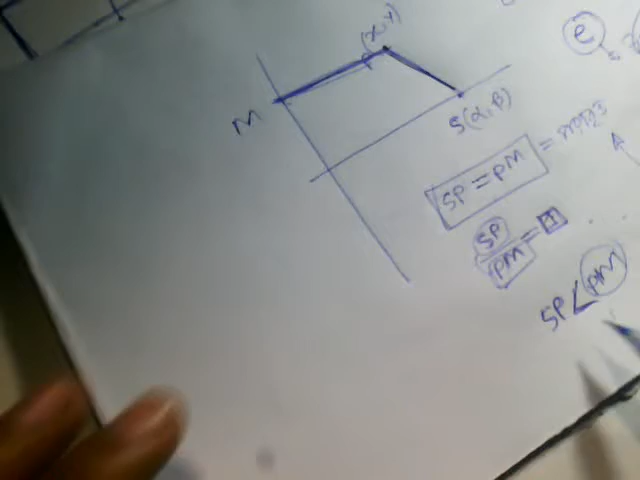 (x, y)
e
M
S(α, β)
SP = PM =
SP/PM = 1
SP < PM